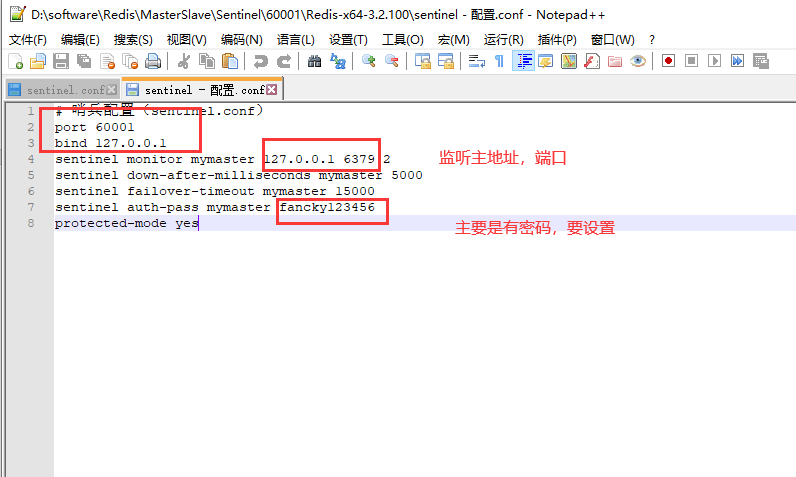 D:\software\Redis\MasterSlave\Sentinel\60001\Redis-x64-3.2.100\sentinel - 配置.conf - Notepad++
文件(F) 编辑(E) 搜索(S) 视图(V) 编码(N) 语言(L) 设置(T) 工具(O) 宏(M) 运行(R) 插件(P) 窗口(W) ?
sentinel.conf sentinel - 配置.conf
1 # 哨兵配置（sentinel.conf）
2 port 60001
3 bind 127.0.0.1
4 sentinel monitor mymaster 127.0.0.1 6379 2 监听主地址，端口
5 sentinel down-after-milliseconds mymaster 5000
6 sentinel failover-timeout mymaster 15000
7 sentinel auth-pass mymaster fancky123456
8 protected-mode yes 主要是有密码，要设置